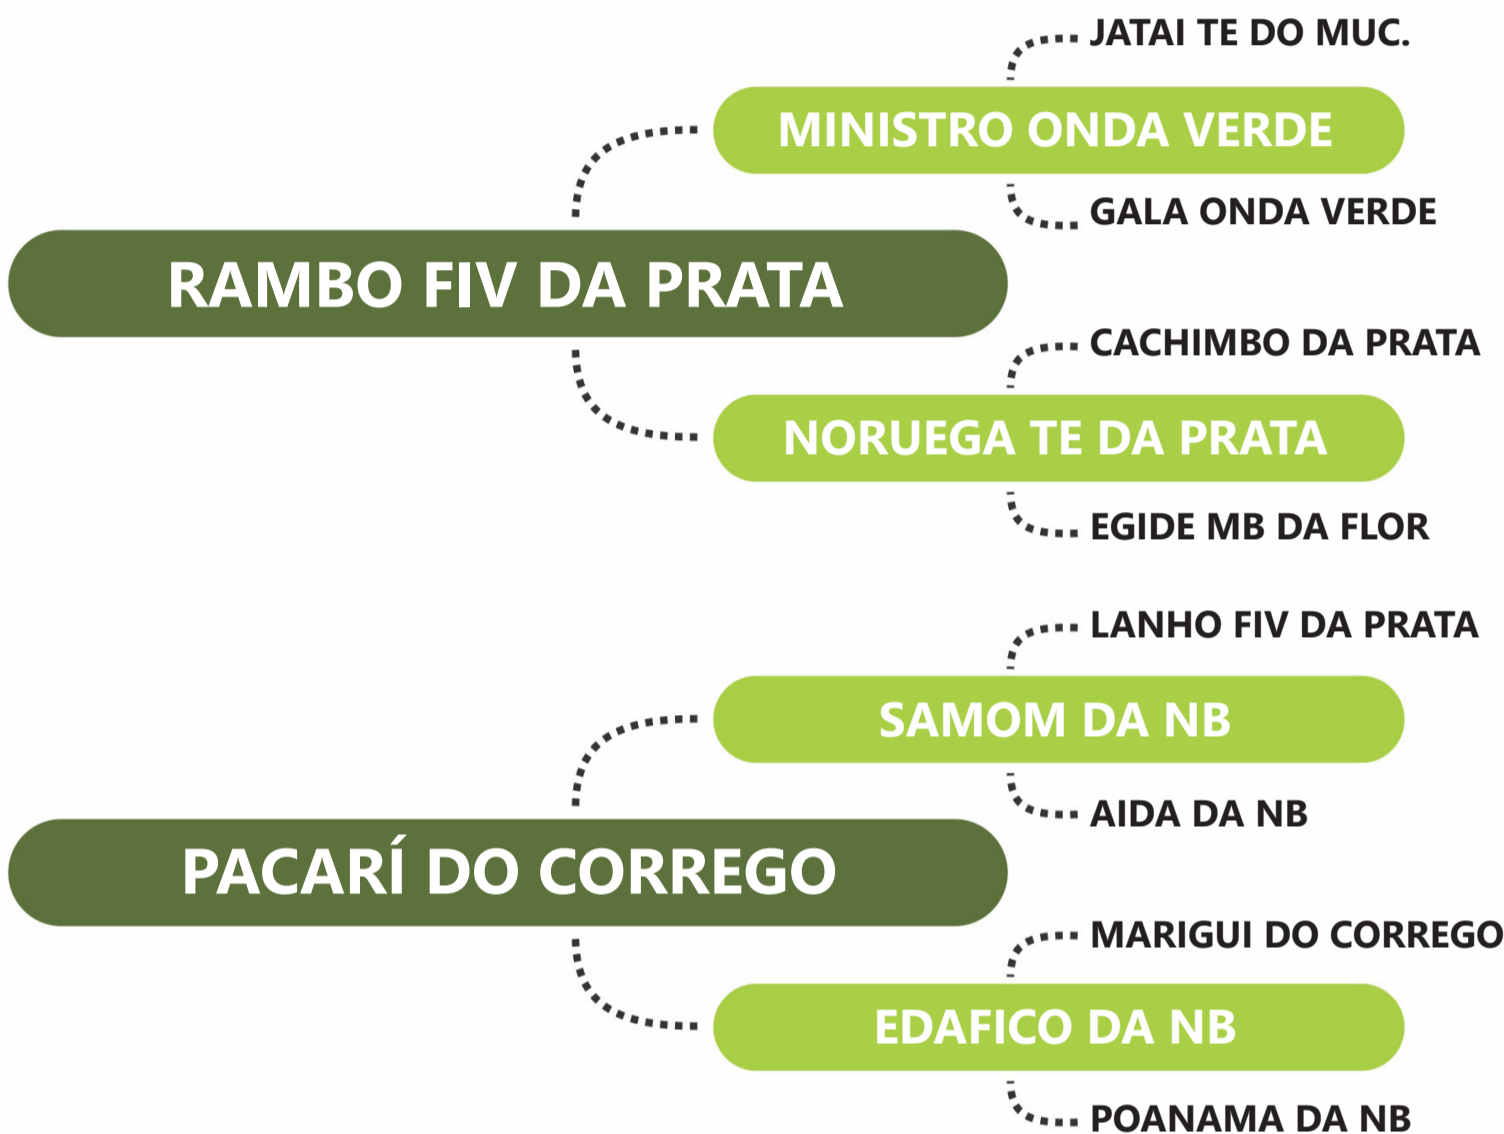 JATAI TE DO MUC.
MINISTRO ONDA VERDE
GALA ONDA VERDE
RAMBO FIV DA PRATA
CACHIMBO DA PRATA
NORUEGA TE DA PRATA
EGIDE MB DA FLOR
LANHO FIV DA PRATA
SAMOM DA NB
AIDA DA NB
PACARÍ DO CORREGO
MARIGUI DO CORREGO
EDAFICO DA NB
POANAMA DA NB